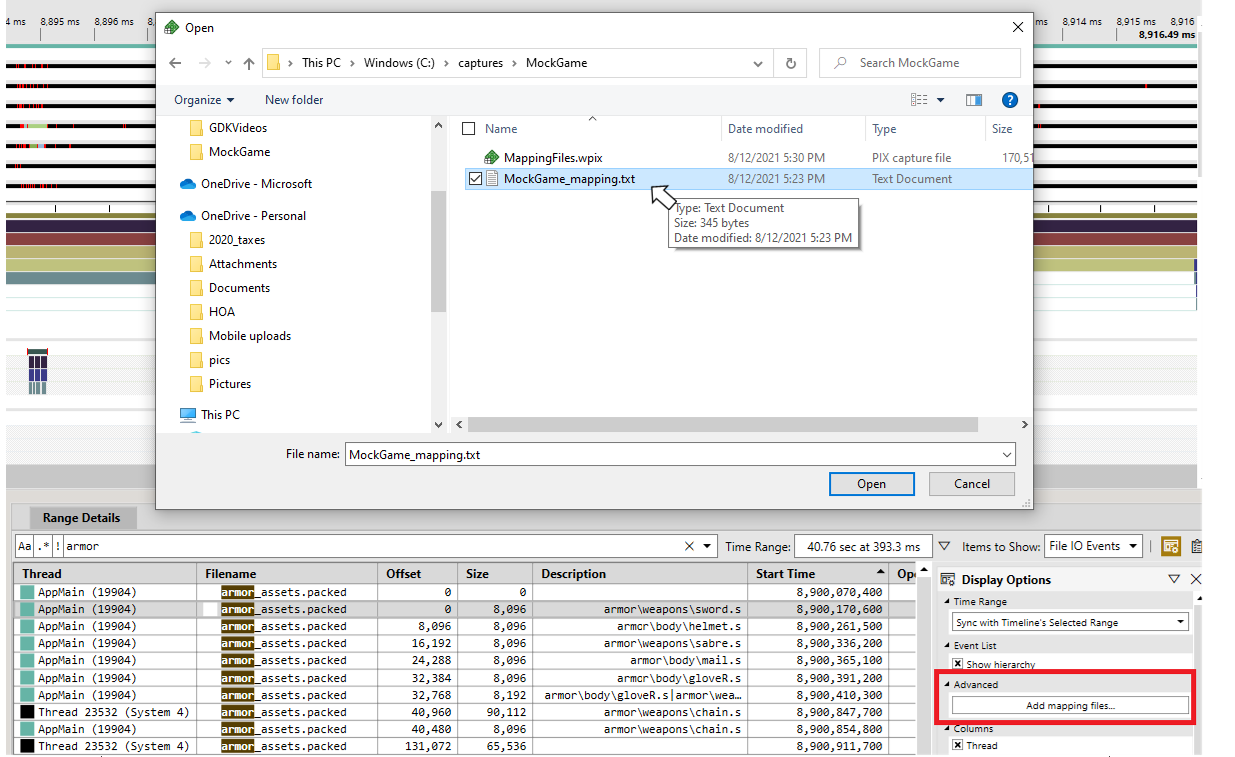 4 ms 8,895 ms 8,896 ms 8, ms 8,914 ms 8,915 ms 8,916
8,916.49 ms
Open
This PC Windows (C:) captures MockGame Search MockGame
Organize New folder
GDKVideos
MockGame
OneDrive - Microsoft
OneDrive - Personal
2020_taxes
Attachments
Documents
HOA
Mobile uploads
pics
Pictures
This PC
Name Date modified Type Size
MappingFiles.wpix 8/12/2021 5:30 PM PIX capture file 170,51
MockGame_mapping.txt 8/12/2021 5:23 PM Text Document
Type: Text Document
Size: 345 bytes
Date modified: 8/12/2021 5:23 PM
File name: MockGame_mapping.txt
Open Cancel
Range Details
Aa .* ! armor Time Range: 40.76 sec at 393.3 ms Items to Show: File IO Events
Thread Filename Offset Size Description Start Time Ope
AppMain (19904) armor_assets.packed 0 0 8,900,070,400
AppMain (19904) armor_assets.packed 0 8,096 armor\weapons\sword.s 8,900,170,600
AppMain (19904) armor_assets.packed 8,096 8,096 armor\body\helmet.s 8,900,261,500
AppMain (19904) armor_assets.packed 16,192 8,096 armor\weapons\sabre.s 8,900,336,200
AppMain (19904) armor_assets.packed 24,288 8,096 armor\body\mail.s 8,900,365,100
AppMain (19904) armor_assets.packed 32,384 8,096 armor\body\gloveR.s 8,900,391,200
AppMain (19904) armor_assets.packed 32,768 8,192 armor\body\gloveR.s|armor\wea… 8,900,410,300
Thread 23532 (System 4) armor_assets.packed 40,960 90,112 armor\weapons\chain.s 8,900,847,700
AppMain (19904) armor_assets.packed 40,480 8,096 armor\weapons\chain.s 8,900,854,800
Thread 23532 (System 4) armor_assets.packed 131,072 65,536 8,900,911,700
Display Options
Time Range
Sync with Timeline's Selected Range
Event List
Show hierarchy
Advanced
Add mapping files...
Columns
Thread